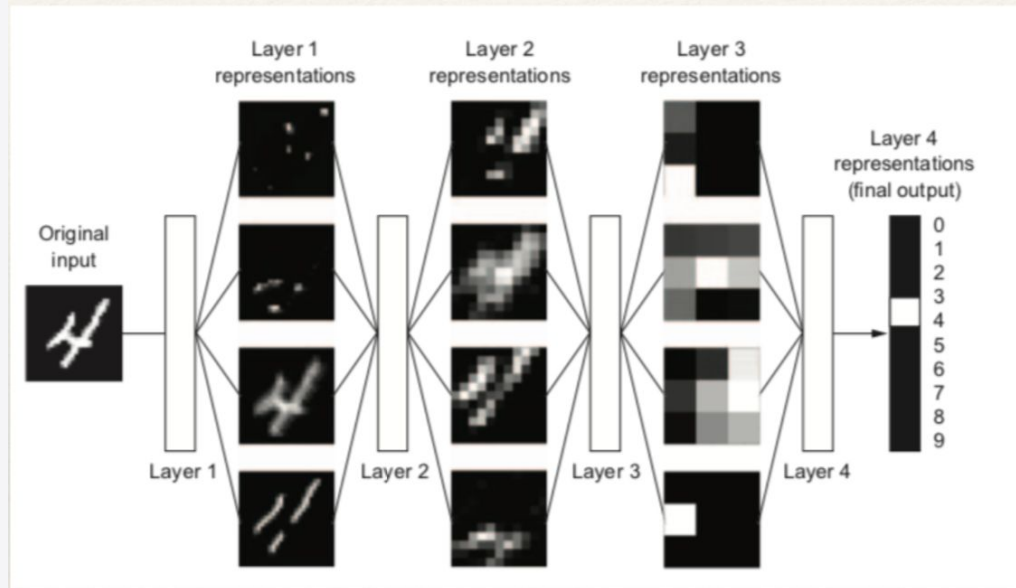 Layer 1
representations
Layer 2
representations
Layer 3
representations
Layer 4
representations
(final output)
Original
input
0
1
2
3
4
5
6
7
8
9
Layer 1
Layer 2
Layer 3
Layer 4